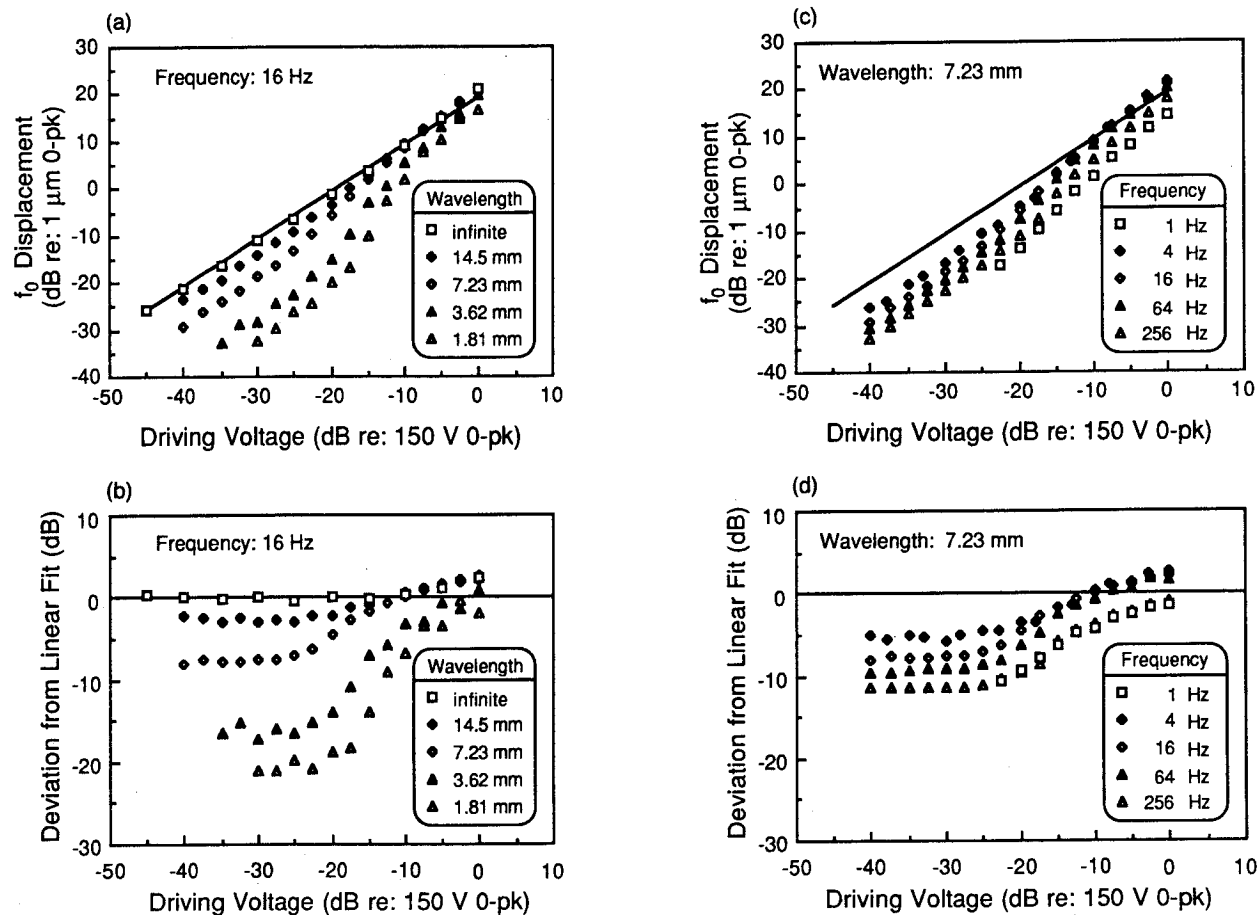 (a)
Frequency: 16 Hz
f0 Displacement
(dB re: 1 μm 0-pk)
30
20
10
0
-10
-20
-30
-40
Wavelength
infinite
14.5 mm
7.23 mm
3.62 mm
1.81 mm
-50 -40 -30 -20 -10 0 10
Driving Voltage (dB re: 150 V 0-pk)
(c)
Wavelength: 7.23 mm
f0 Displacement
(dB re: 1 μm 0-pk)
30
20
10
0
-10
-20
-30
-40
Frequency
1 Hz
4 Hz
16 Hz
64 Hz
256 Hz
-50 -40 -30 -20 -10 0 10
Driving Voltage (dB re: 150 V 0-pk)
(b)
Frequency: 16 Hz
Deviation from Linear Fit (dB)
10
0
-10
-20
-30
Wavelength
infinite
14.5 mm
7.23 mm
3.62 mm
1.81 mm
-50 -40 -30 -20 -10 0 10
Driving Voltage (dB re: 150 V 0-pk)
(d)
Wavelength: 7.23 mm
Deviation from Linear Fit (dB)
10
0
-10
-20
-30
Frequency
1 Hz
4 Hz
16 Hz
64 Hz
256 Hz
-50 -40 -30 -20 -10 0 10
Driving Voltage (dB re: 150 V 0-pk)